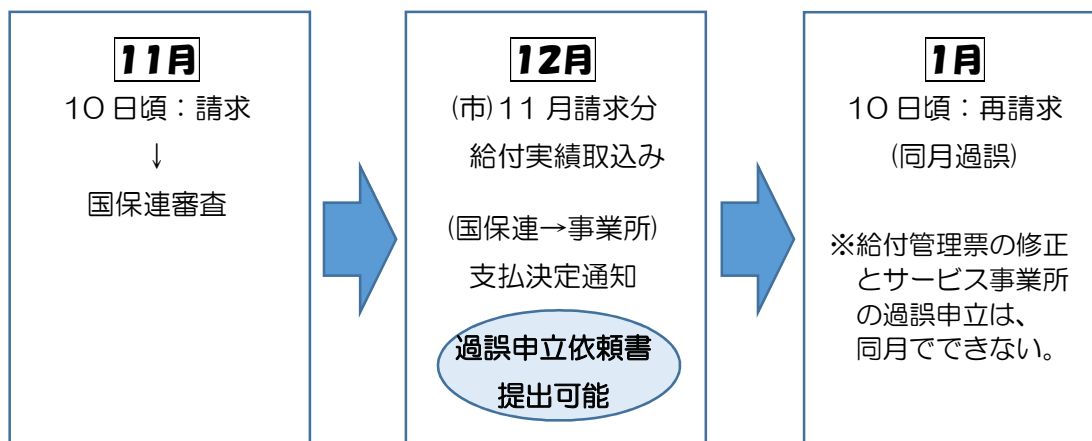 11月
10日頃：請求
↓
国保連審査
12月
(市)11月請求分
給付実績取込み
(国保連→事業所)
支払決定通知
過誤申立依頼書
提出可能
1月
10日頃：再請求
(同月過誤)
※給付管理票の修正
とサービス事業所
の過誤申立は、
同月でできない。